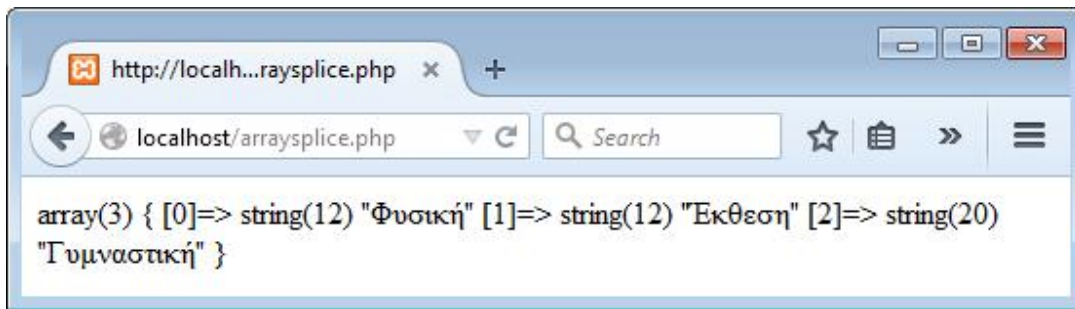 http://localh...raysplice.php
localhost/arraysplice.php
Search
array(3) { [0]=> string(12) "Φυσική" [1]=> string(12) "Έκθεση" [2]=> string(20)
"Γυμναστική" }